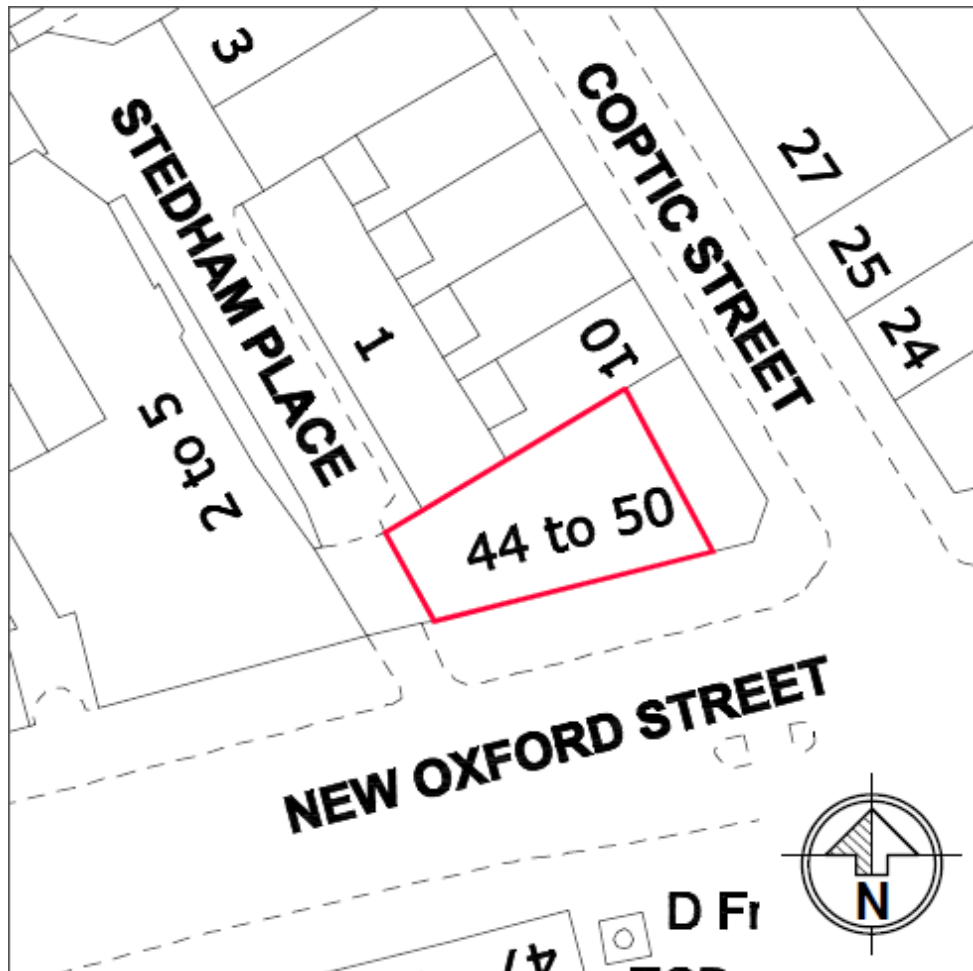 3
COPTIC STREET
STEDHAM PLACE
27
25
24
1
10
2 to 5
44 to 50
NEW OXFORD STREET
N
D Fr
47